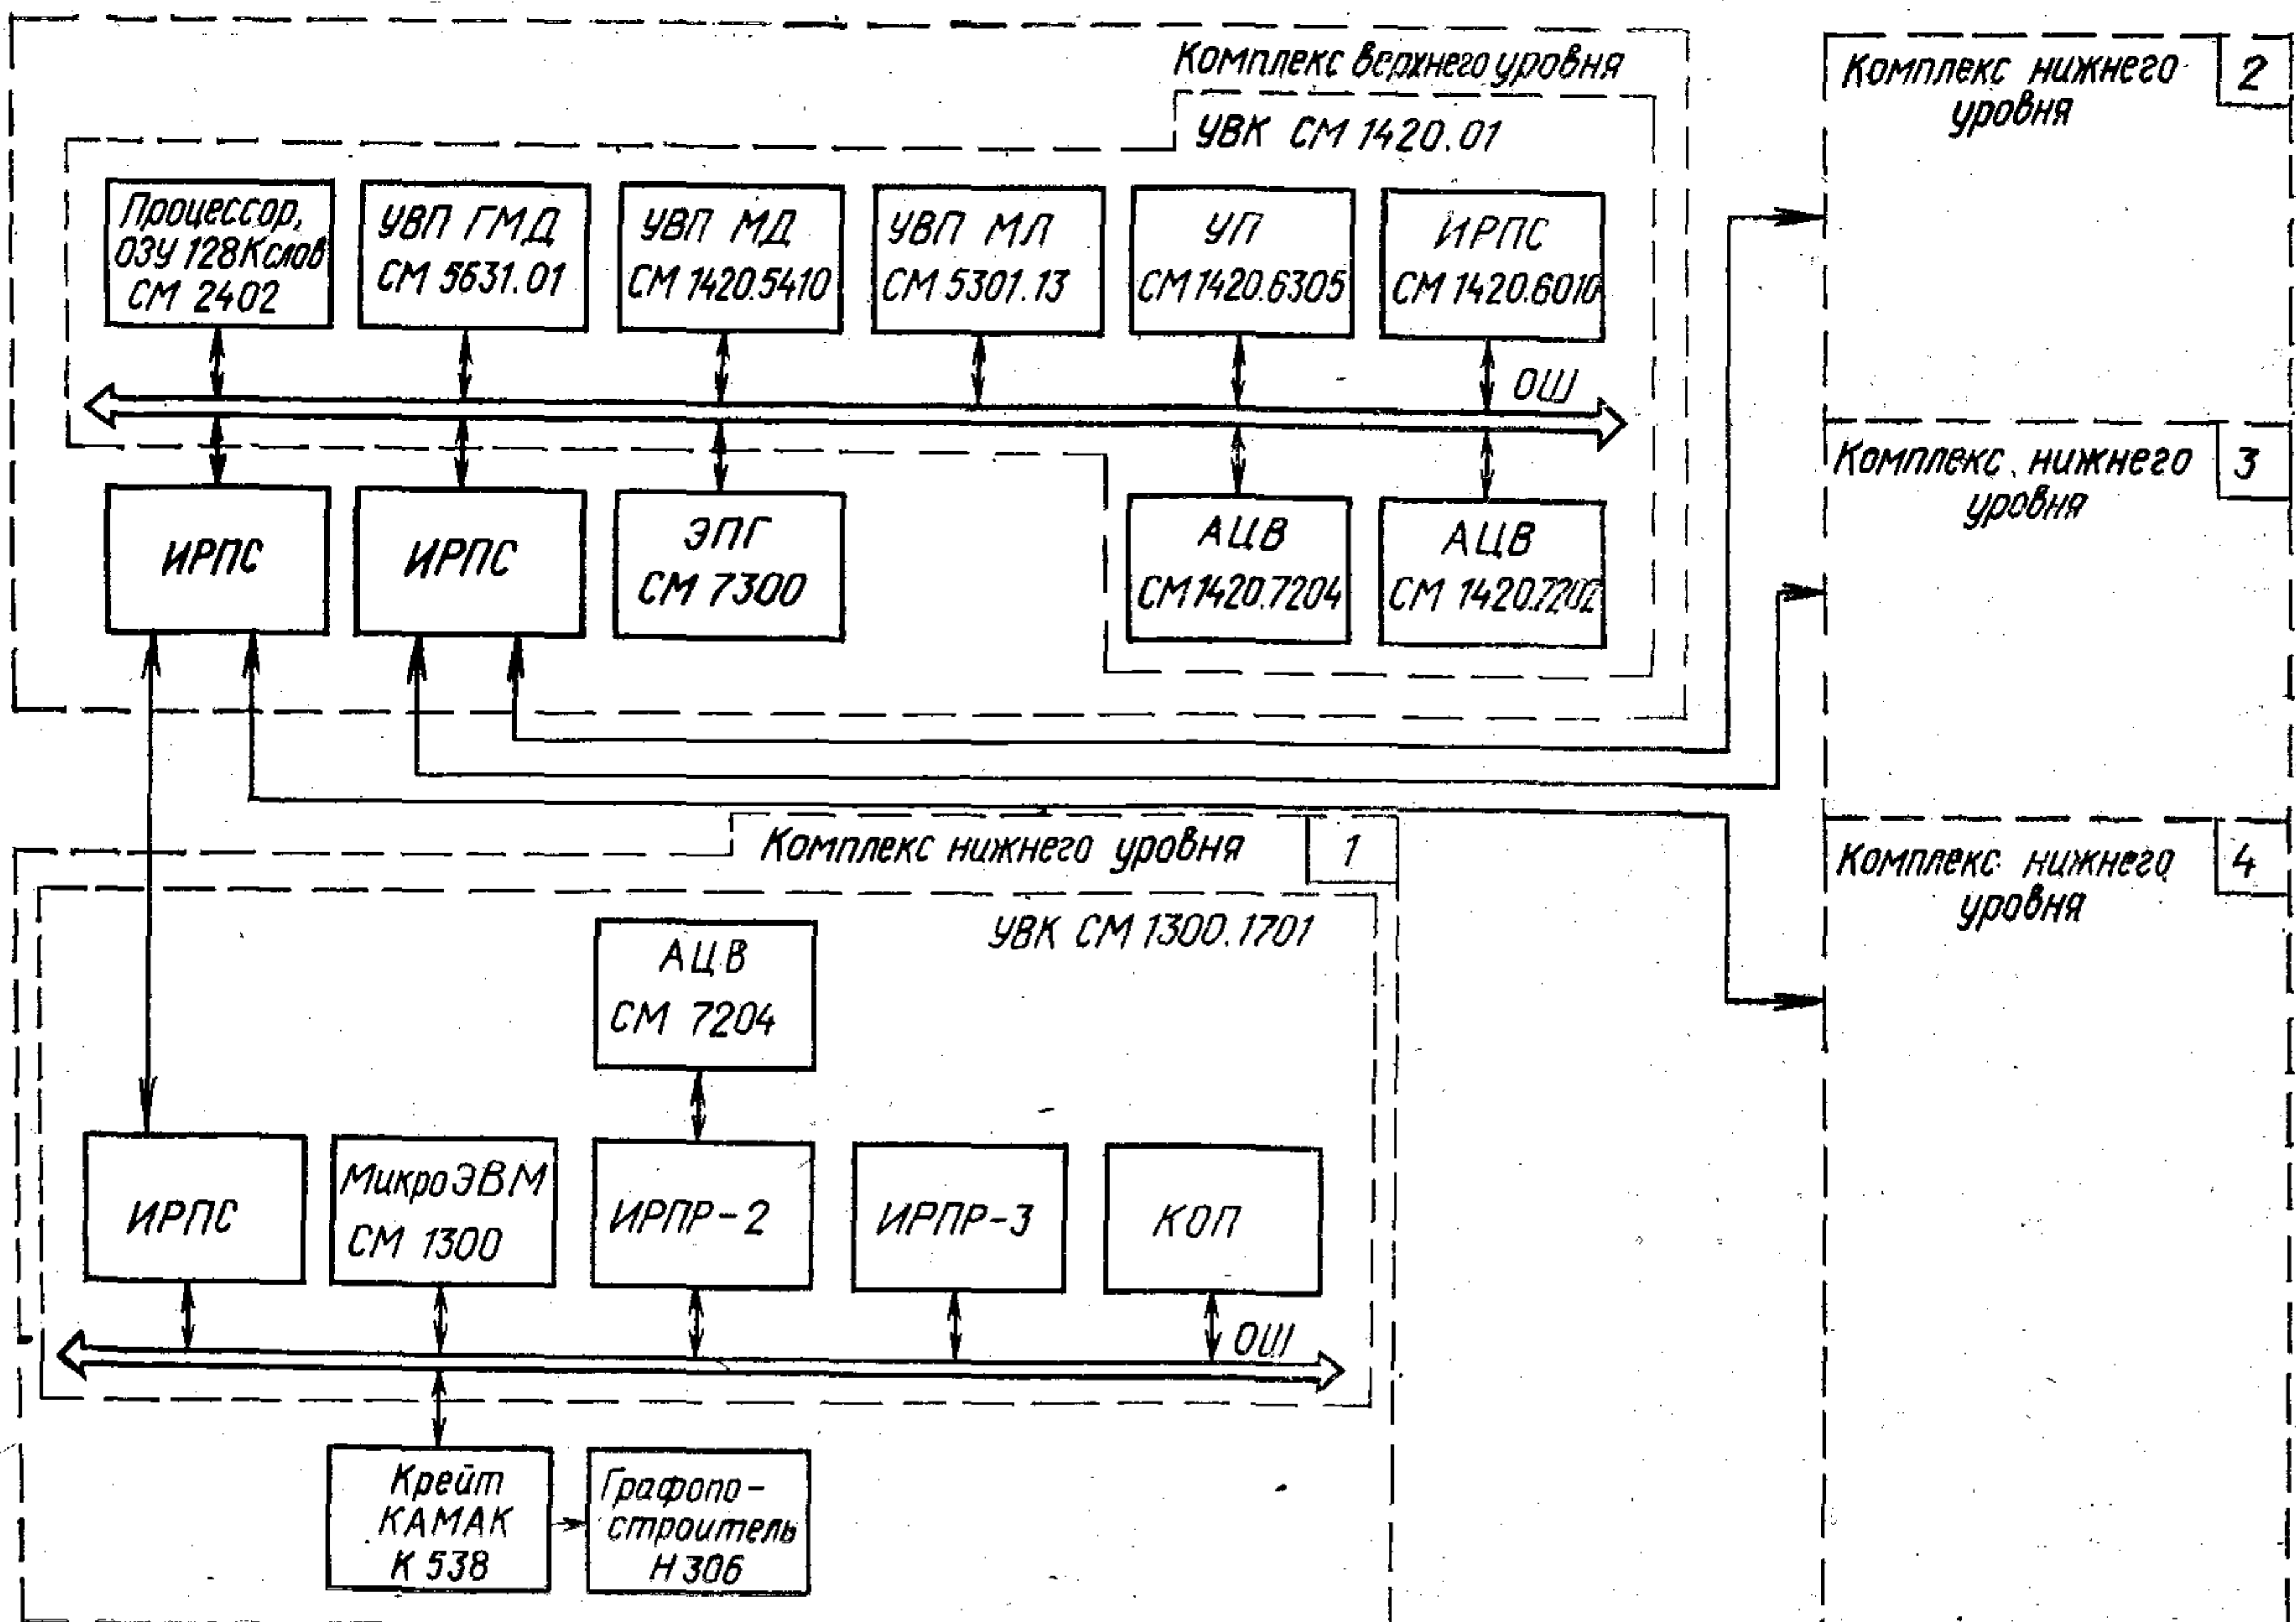 Комплекс верхнего уровня
УВК СМ 1420.01
Процессор,
ОЗУ 128Кслов
СМ 2402
УВП ГМД
СМ 5631.01
УВП МД
СМ 1420.5410
УВП МЛ
СМ 5301.13
УП
СМ 1420.6305
ИРПС
СМ 1420.6010
ОШ
ИРПС
ИРПС
ЭПГ
СМ 7300
АЦВ
СМ 1420.7204
АЦВ
СМ 1420.7202
Комплекс нижнего
уровня
2
Комплекс нижнего
уровня
3
Комплекс нижнего
уровня
4
Комплекс нижнего уровня
1
УВК СМ 1300.1701
АЦВ
СМ 7204
ИРПС
МикроЭВМ
СМ 1300
ИРПР-2
ИРПР-3
КОП
ОШ
Крейт
КАМАК
К 538
Графопо-
строитель
Н 306